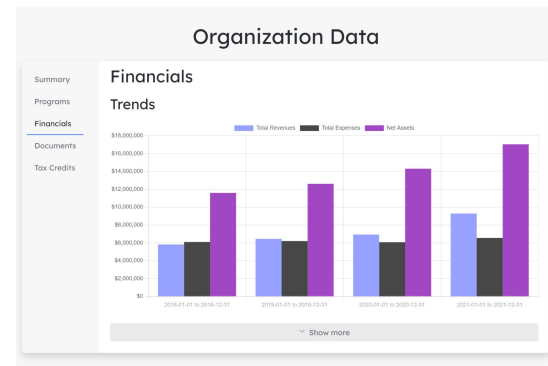 Organization Data
Summary
Programs
Financials
Documents
Tax Credits
Financials
Trends
Total Revenues Total Expenses Net Assets
$18,000,000
$16,000,000
$14,000,000
$12,000,000
$10,000,000
$8,000,000
$6,000,000
$4,000,000
$2,000,000
$0
2018-01-01 to 2018-12-31 2019-01-01 to 2019-12-31 2020-01-01 to 2020-12-31 2021-01-01 to 2021-12-31
Show more